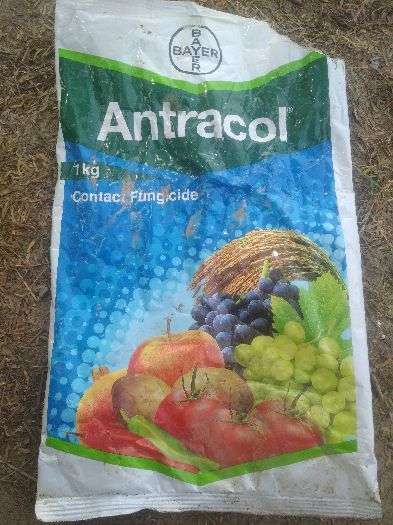 BAYER
BAYER
Antracol
1kg
Contact Fungicide